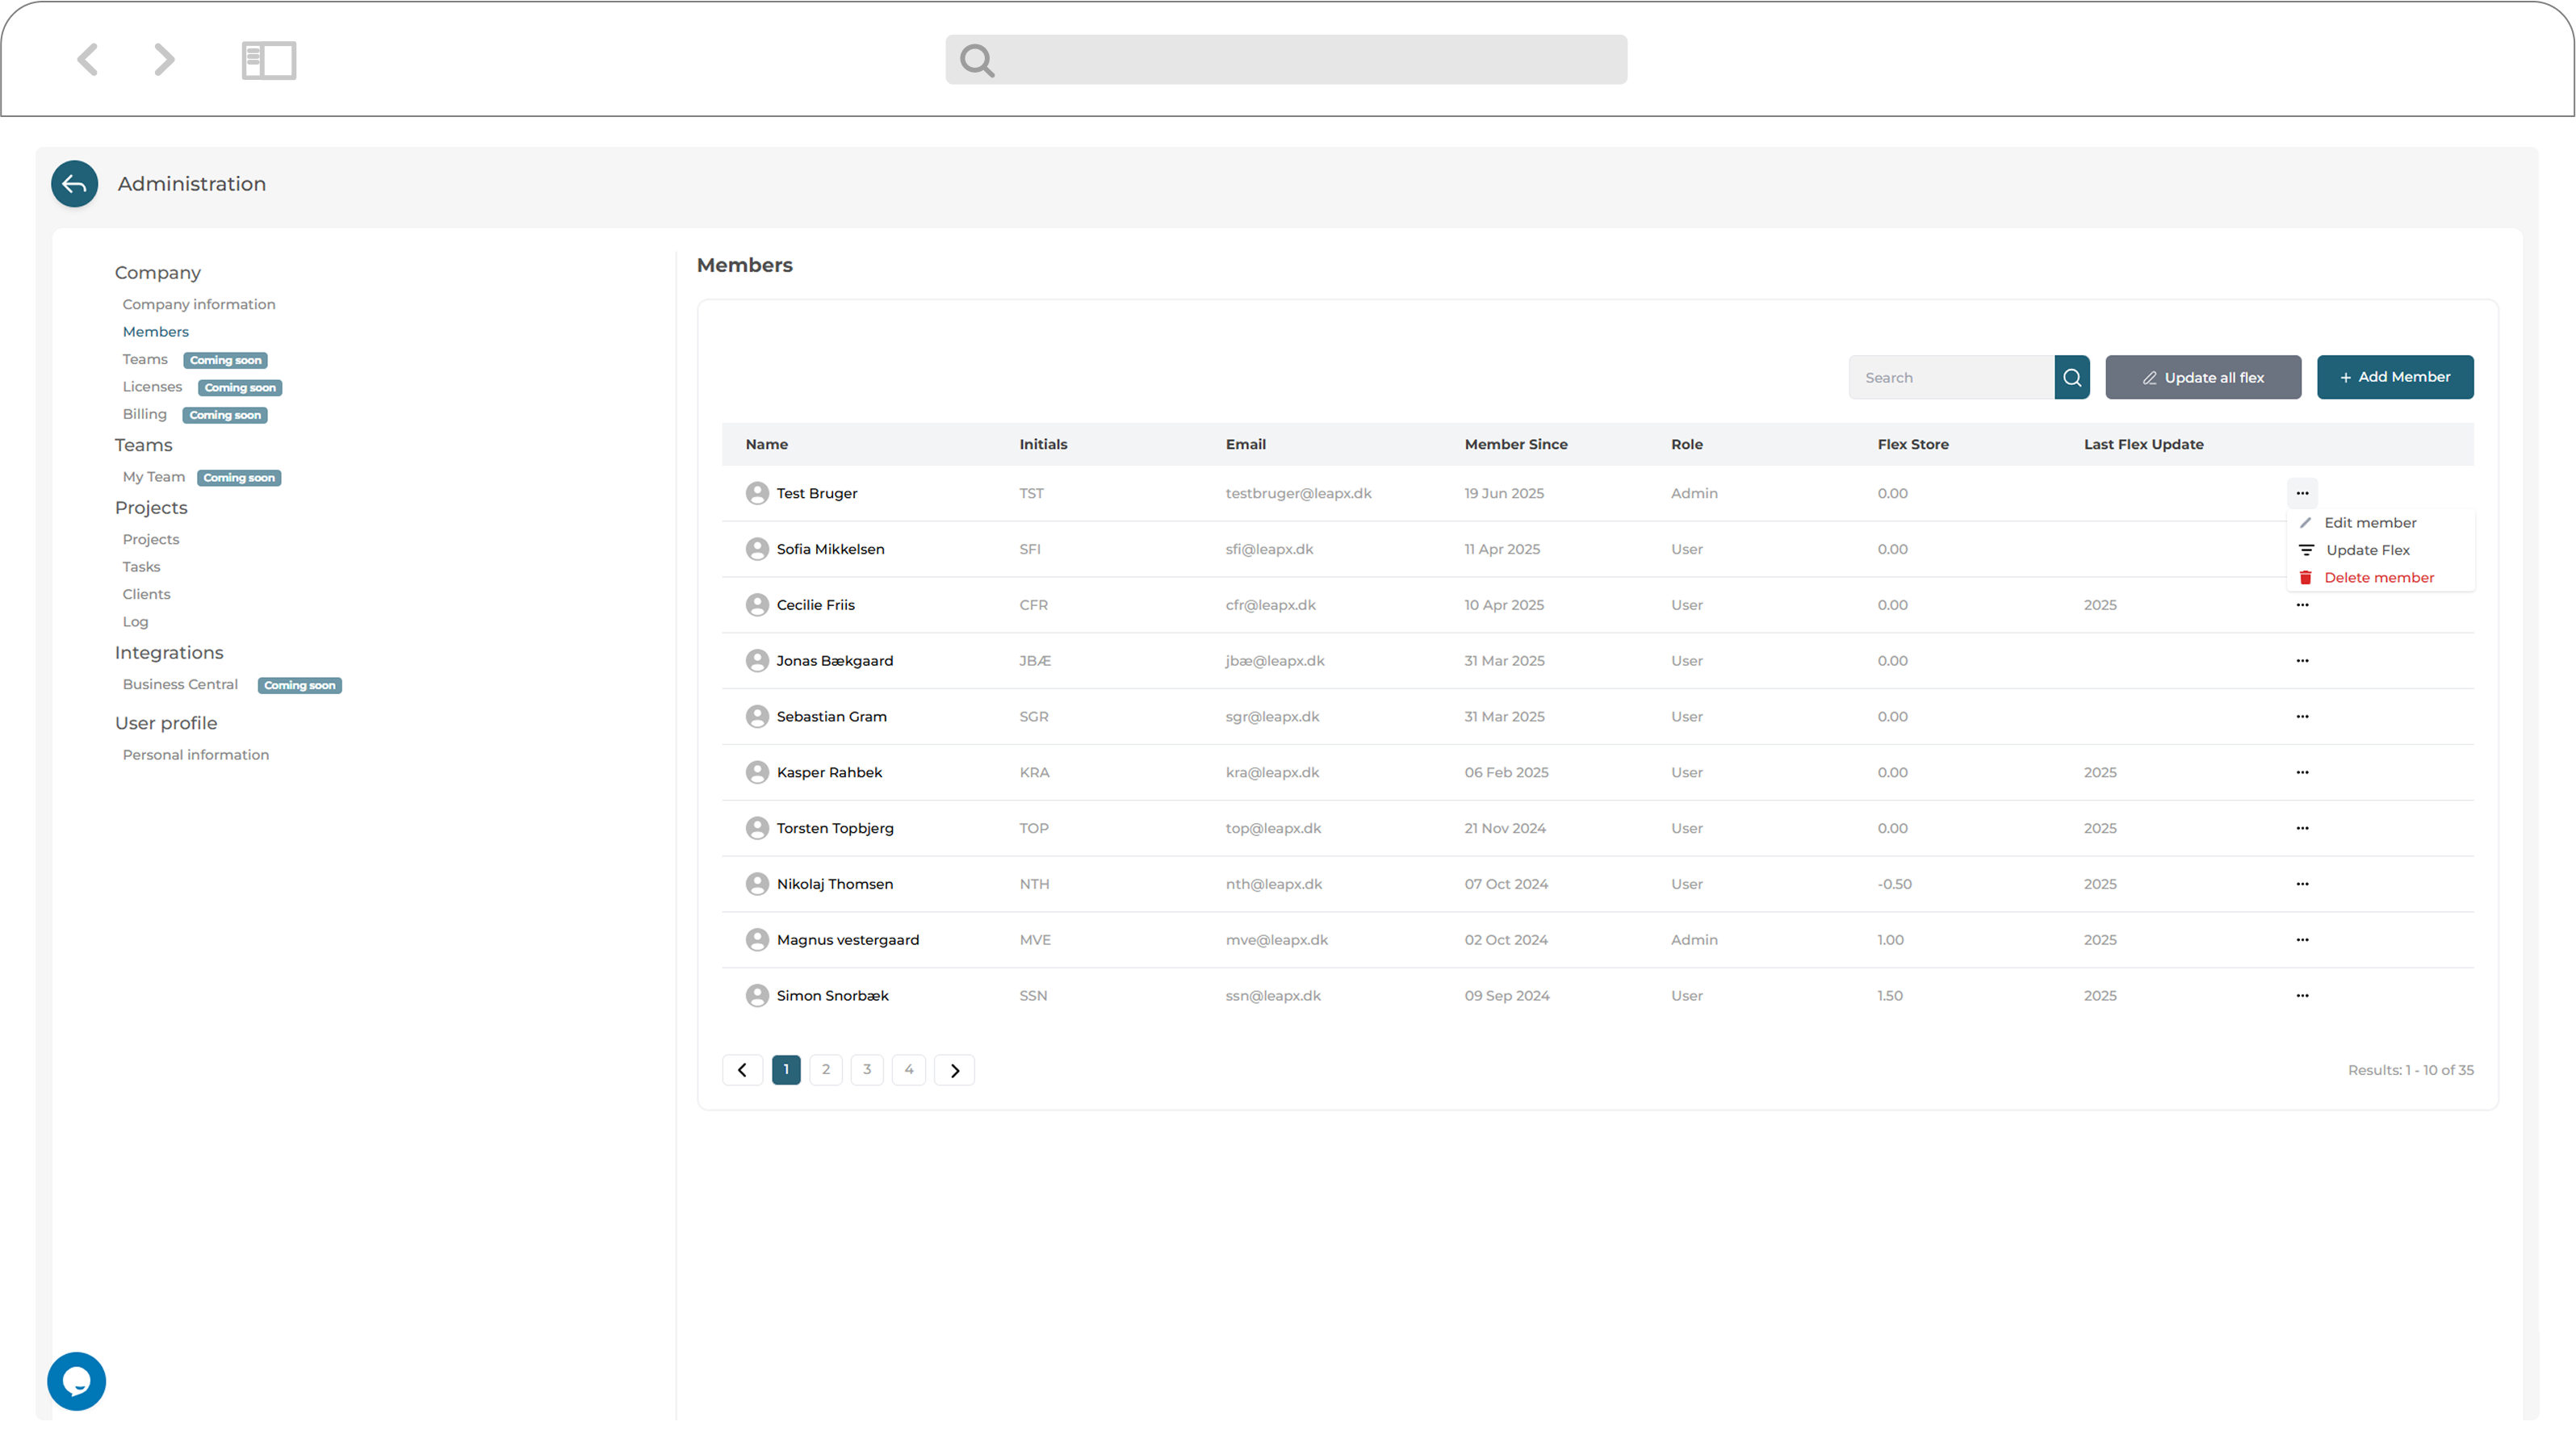 Administration
Company
Company information
Members
Teams Coming soon
Licenses Coming soon
Billing Coming soon
Teams
My Team Coming soon
Projects
Projects
Tasks
Clients
Log
Integrations
Business Central Coming soon
User profile
Personal information
Members
Search Update all flex + Add Member
Name Initials Email Member Since Role Flex Store Last Flex Update
Test Bruger TST testbruger@leapx.dk 19 Jun 2025 Admin 0.00 ...
Edit member
Update Flex
Delete member
Sofia Mikkelsen SFI sfi@leapx.dk 11 Apr 2025 User 0.00
Cecilie Friis CFR cfr@leapx.dk 10 Apr 2025 User 0.00 2025 ...
Jonas Bækgaard JBÆ jbæ@leapx.dk 31 Mar 2025 User 0.00 ...
Sebastian Gram SGR sgr@leapx.dk 31 Mar 2025 User 0.00 ...
Kasper Rahbek KRA kra@leapx.dk 06 Feb 2025 User 0.00 2025 ...
Torsten Topbjerg TOP top@leapx.dk 21 Nov 2024 User 0.00 2025 ...
Nikolaj Thomsen NTH nth@leapx.dk 07 Oct 2024 User -0.50 2025 ...
Magnus vestergaard MVE mve@leapx.dk 02 Oct 2024 Admin 1.00 2025 ...
Simon Snorbæk SSN ssn@leapx.dk 09 Sep 2024 User 1.50 2025 ...
1 2 3 4 Results: 1 - 10 of 35